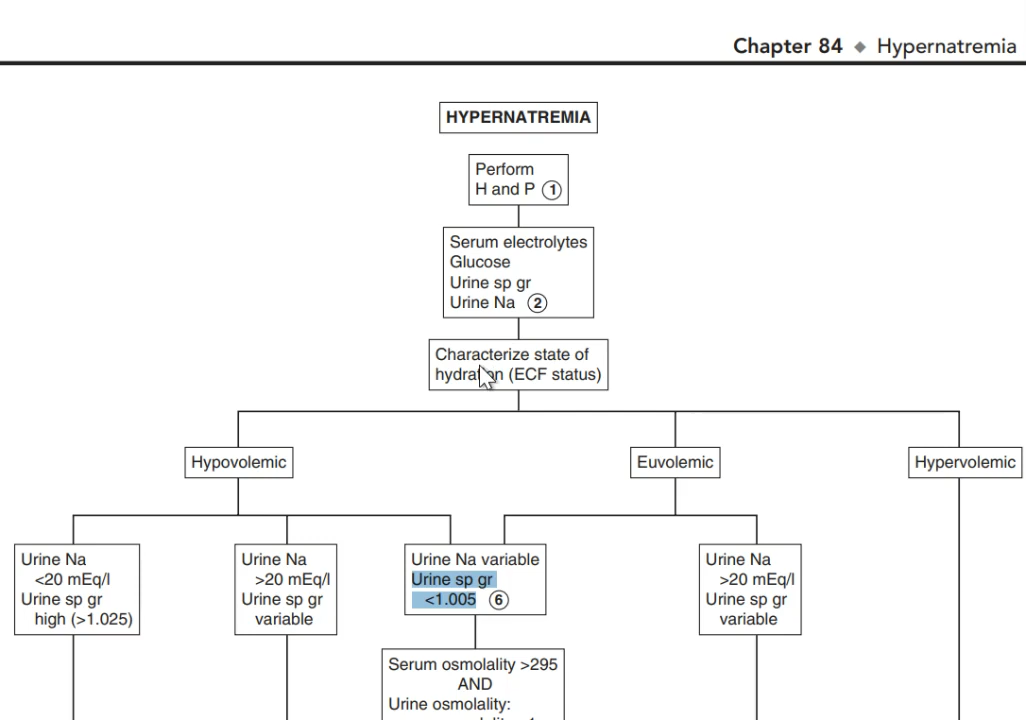 Chapter 84 ◆ Hypernatremia
HYPERNATREMIA
Perform
H and P ①
Serum electrolytes
Glucose
Urine sp gr
Urine Na ②
Characterize state of
hydration (ECF status)
Hypovolemic
Euvolemic
Hypervolemic
Urine Na
<20 mEq/l
Urine sp gr
high (>1.025)
Urine Na
>20 mEq/l
Urine sp gr
variable
Urine Na variable
Urine sp gr
<1.005 ⑥
Urine Na
>20 mEq/l
Urine sp gr
variable
Serum osmolality >295
AND
Urine osmolality: